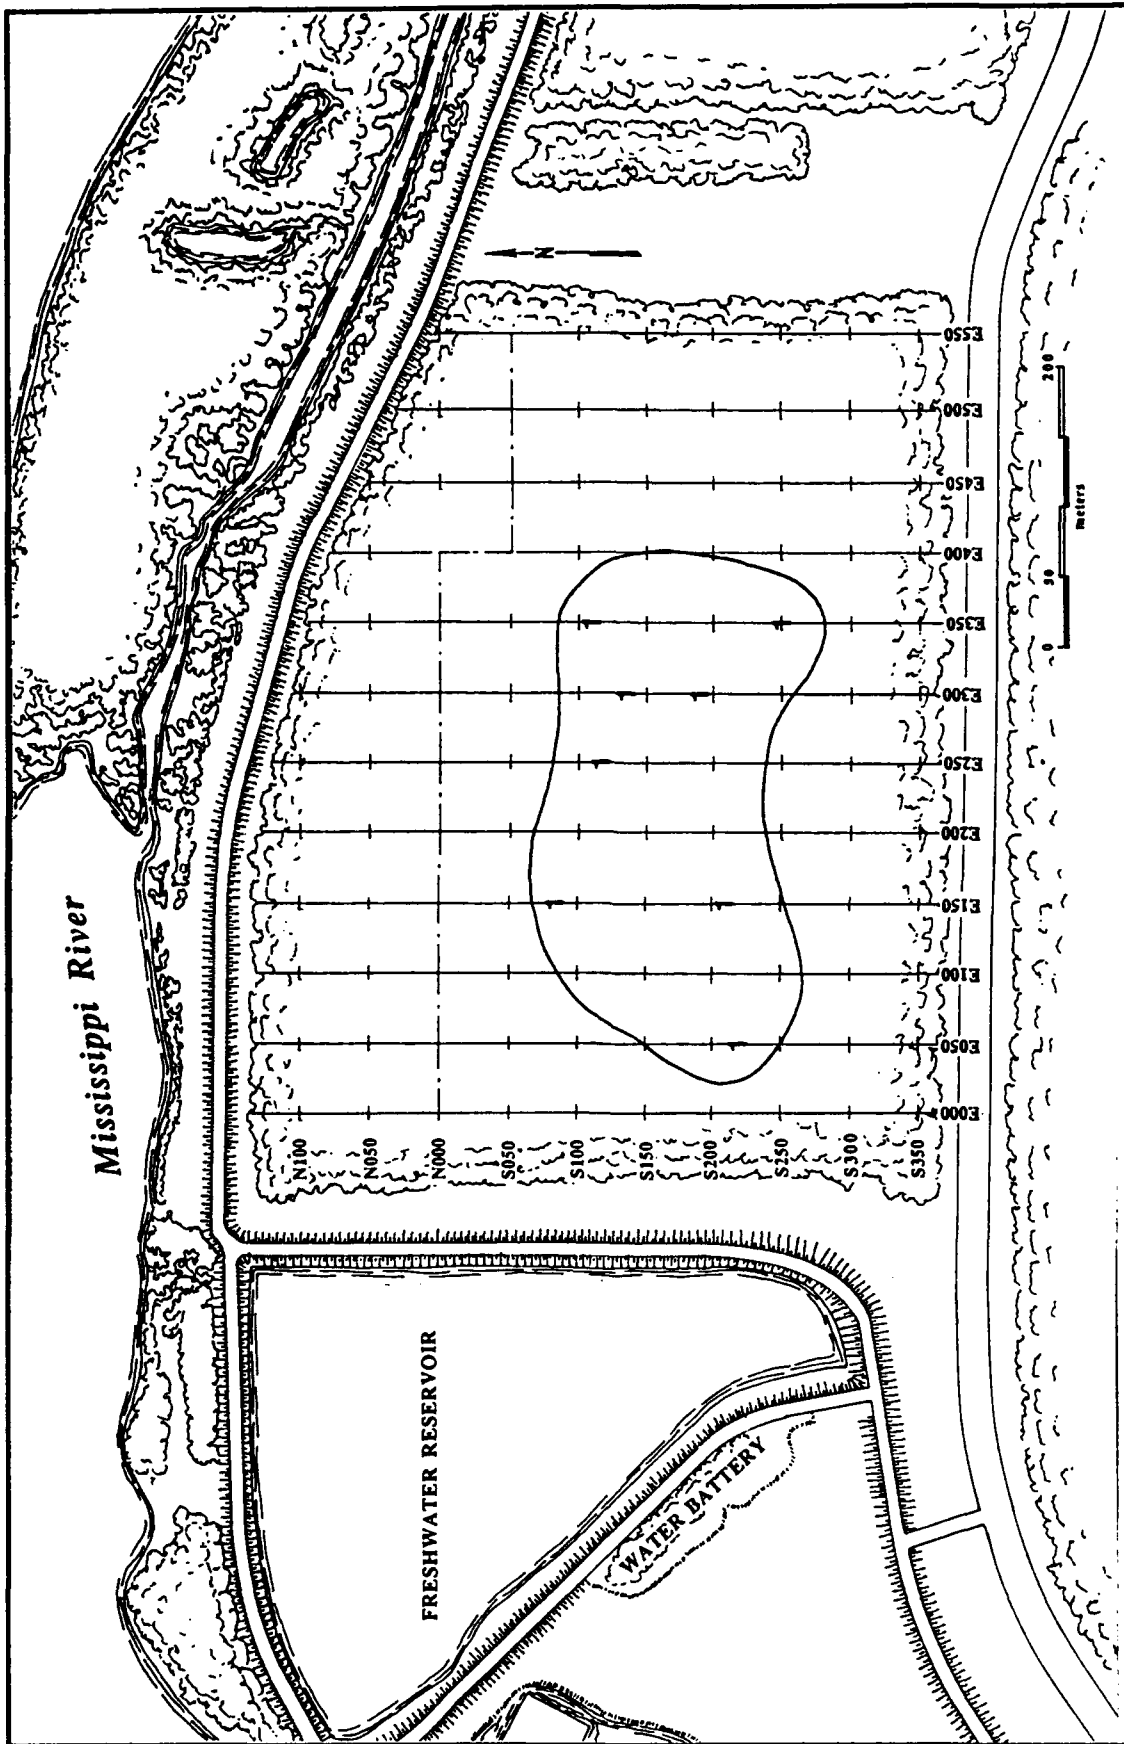 Mississippi River
N
E550
E500
E450
E400
E350
E300
E250
E200
E150
E100
E050
E000
N100
N050
N000
S050
S100
S150
S200
S250
S300
S350
200
50
0
meters
FRESHWATER RESERVOIR
WATER BATTERY